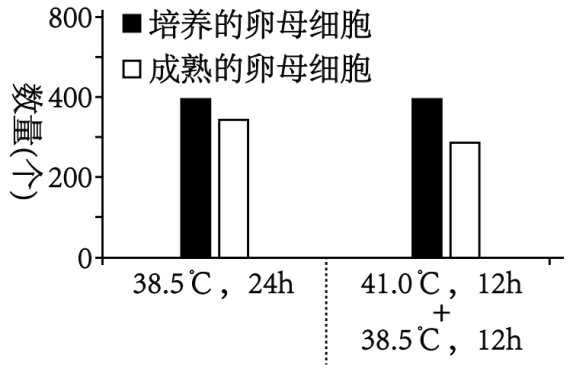 800
■培养的卵母细胞
□成熟的卵母细胞
400
200
0
数量(个)
38.5℃，24h
41.0℃，12h
+
38.5℃，12h